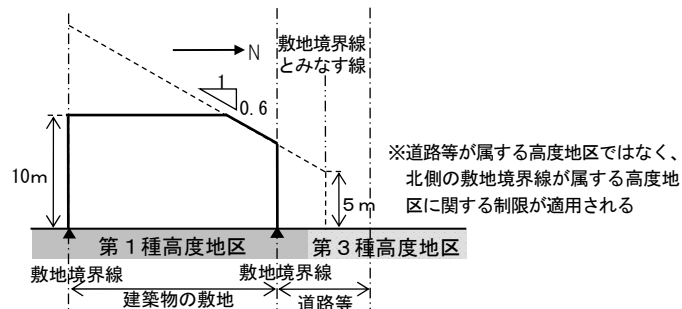 敷地境界線
とみなす線
N
1
0.6
10m
5m
※道路等が属する高度地区ではなく、
北側の敷地境界線が属する高度地
区に関する制限が適用される
第1種高度地区
第3種高度地区
敷地境界線
敷地境界線
建築物の敷地
道路等